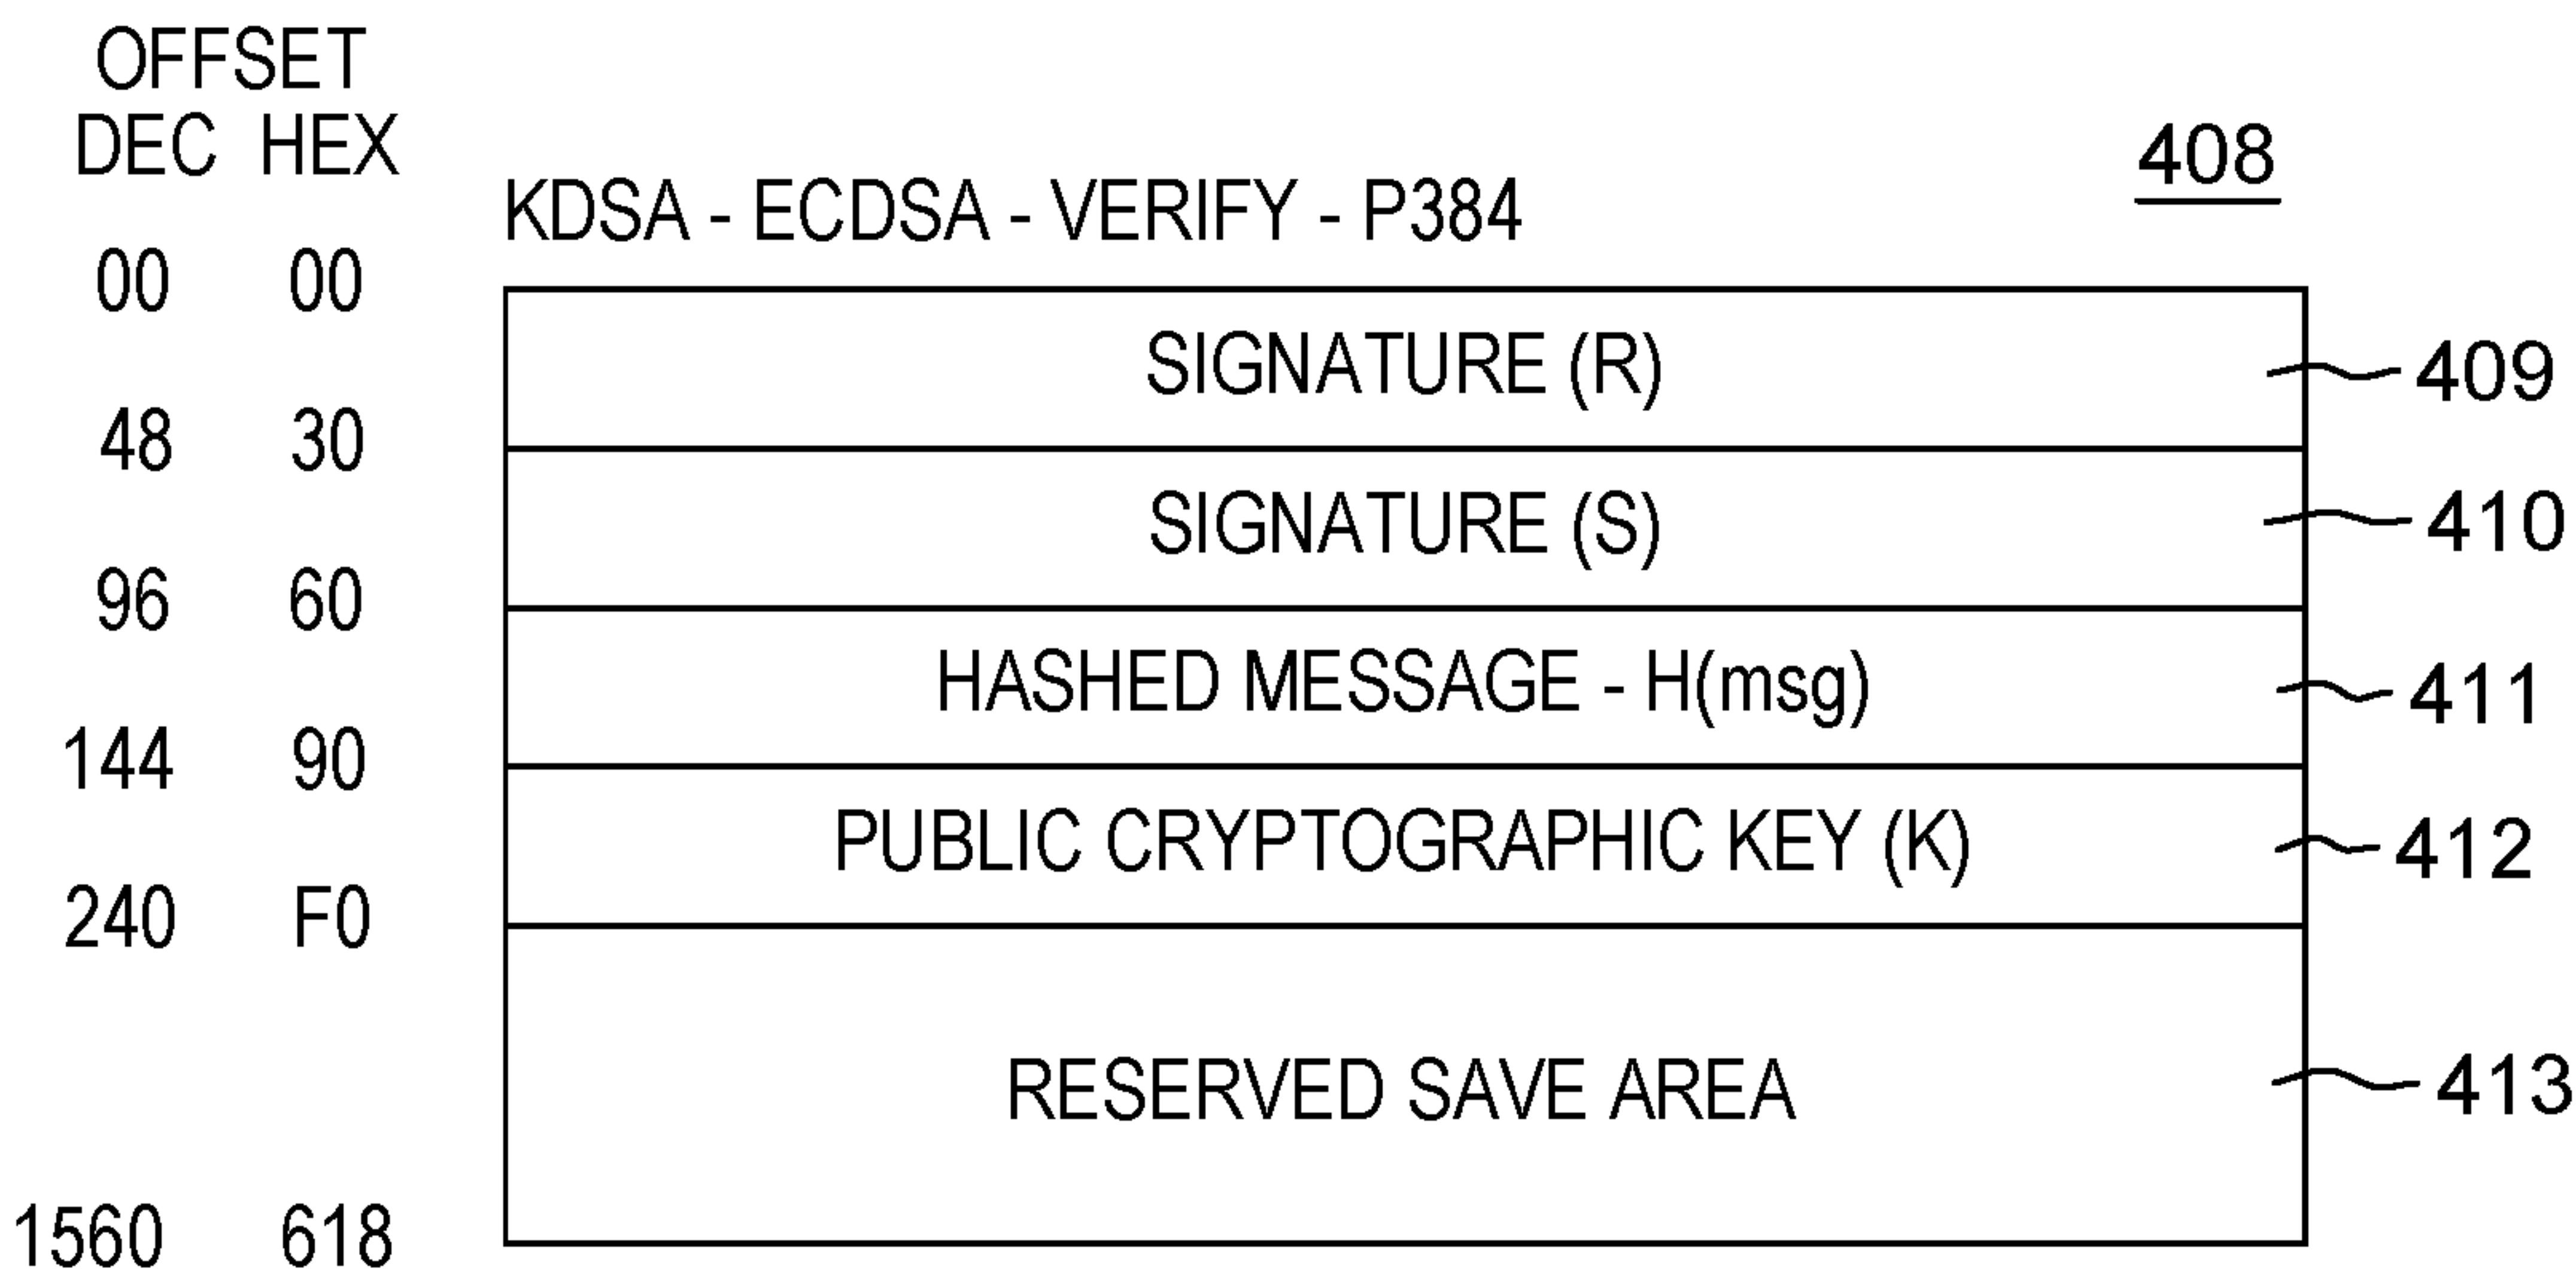 OFFSET
DEC HEX
408
KDSA - ECDSA - VERIFY - P384
00 00
SIGNATURE (R) 409
48 30
SIGNATURE (S) 410
96 60
HASHED MESSAGE - H(msg) 411
144 90
PUBLIC CRYPTOGRAPHIC KEY (K) 412
240 F0
RESERVED SAVE AREA 413
1560 618